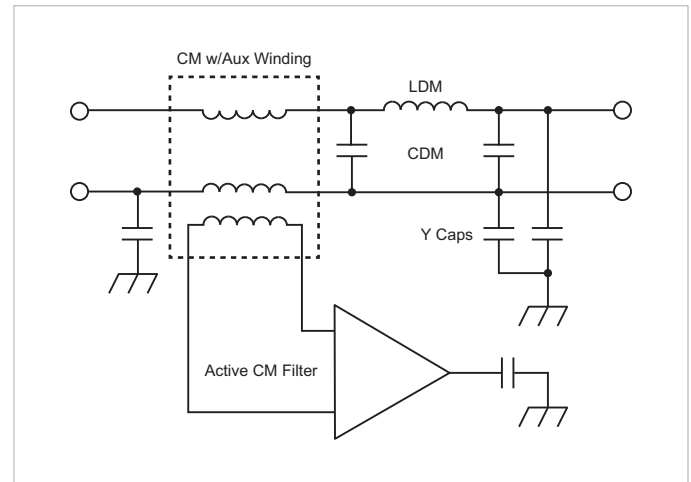 CM w/Aux Winding
LDM
CDM
Y Caps
Active CM Filter